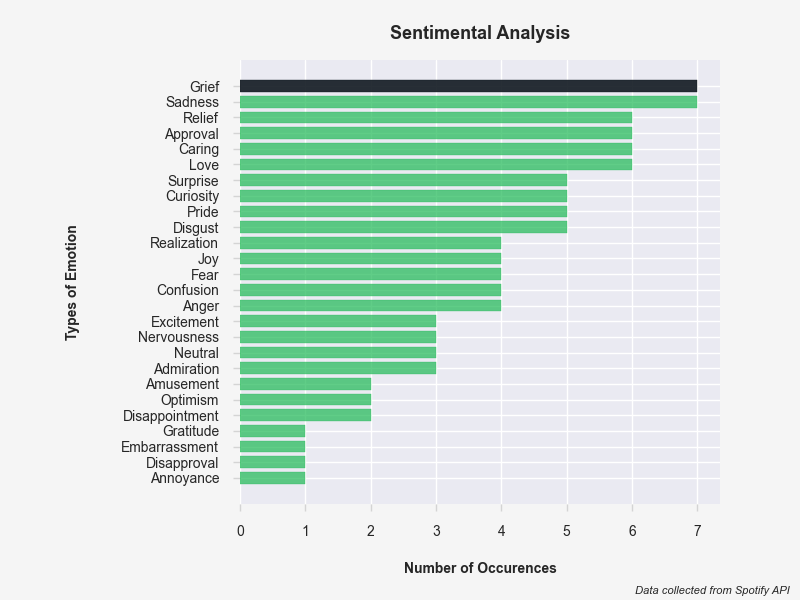 Sentimental Analysis
Types of Emotion
Grief
Sadness
Relief
Approval
Caring
Love
Surprise
Curiosity
Pride
Disgust
Realization
Joy
Fear
Confusion
Anger
Excitement
Nervousness
Neutral
Admiration
Amusement
Optimism
Disappointment
Gratitude
Embarrassment
Disapproval
Annoyance
0 1 2 3 4 5 6 7
Number of Occurences
Data collected from Spotify API